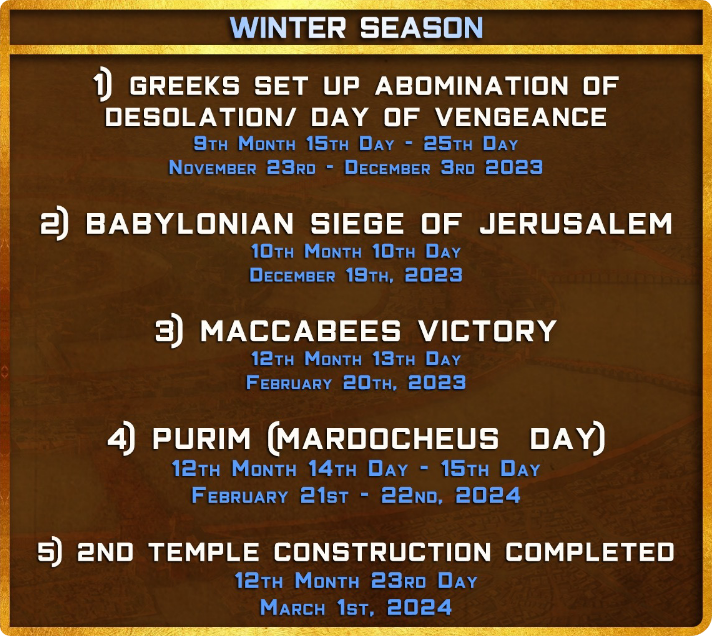 WINTER SEASON
1) GREEKS SET UP ABOMINATION OF
DESOLATION/ DAY OF VENGEANCE
9th Month 15th Day - 25th Day
November 23rd - December 3rd 2023
2) BABYLONIAN SIEGE OF JERUSALEM
10th Month 10th Day
December 19th, 2023
3) MACCABEES VICTORY
12th Month 13th Day
February 20th, 2023
4) PURIM (MARDOCHEUS DAY)
12th Month 14th Day - 15th Day
February 21st - 22nd, 2024
5) 2ND TEMPLE CONSTRUCTION COMPLETED
12th Month 23rd Day
March 1st, 2024